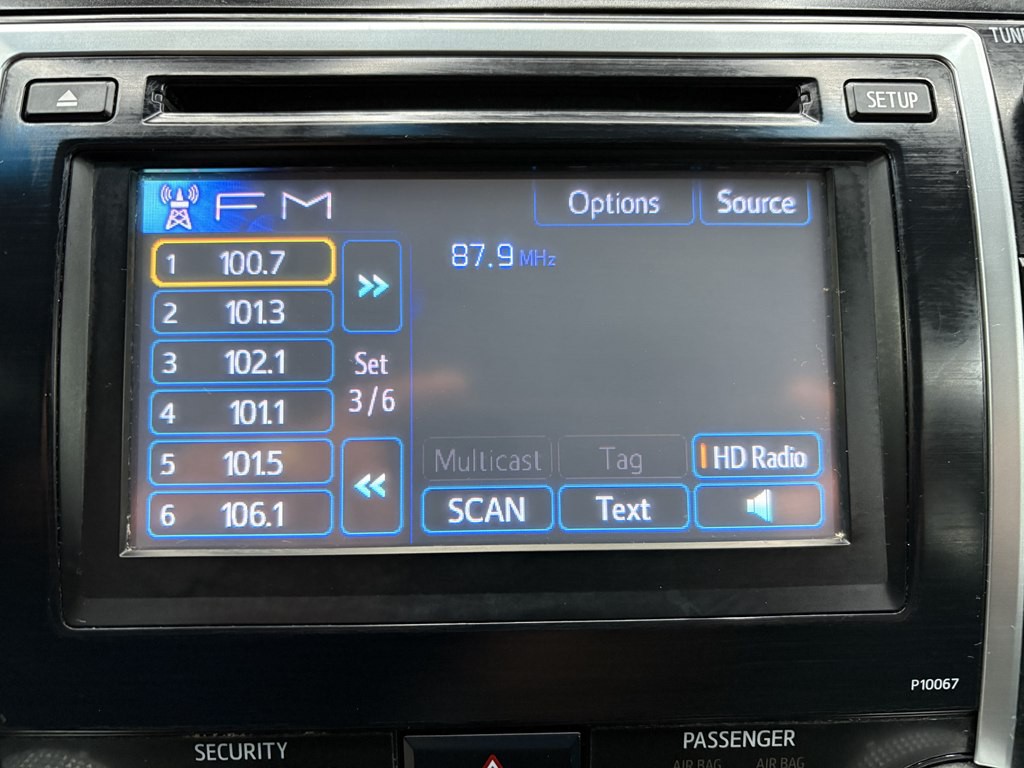 TUNE
SETUP
FM
Options
Source
1 100.7
87.9 MHz
2 101.3
3 102.1
Set
3/6
4 101.1
5 101.5
Multicast
Tag
HD Radio
6 106.1
SCAN
Text
P10067
SECURITY
PASSENGER
AIR BAG
AIR BAG